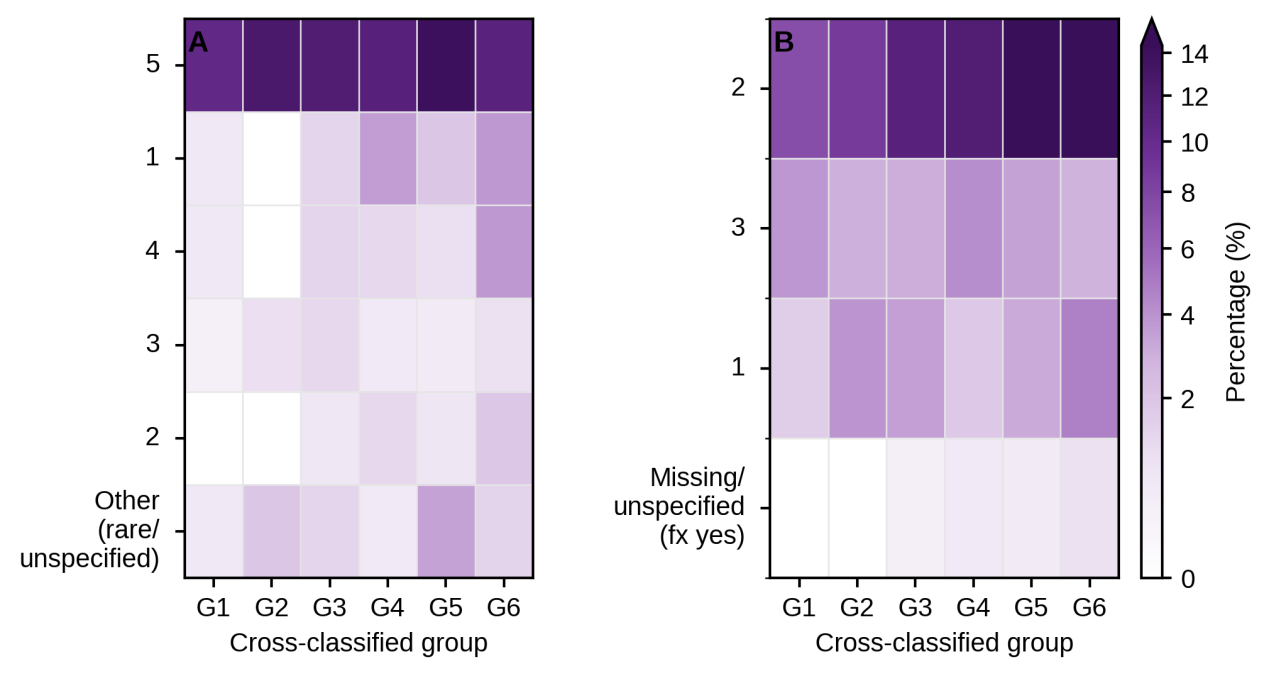 A
5
1
4
3
2
Other
(rare/
unspecified)
G1 G2 G3 G4 G5 G6
Cross-classified group
B
2
3
1
Missing/
unspecified
(fx yes)
G1 G2 G3 G4 G5 G6
Cross-classified group
14
12
10
8
6
4
2
0
Percentage (%)